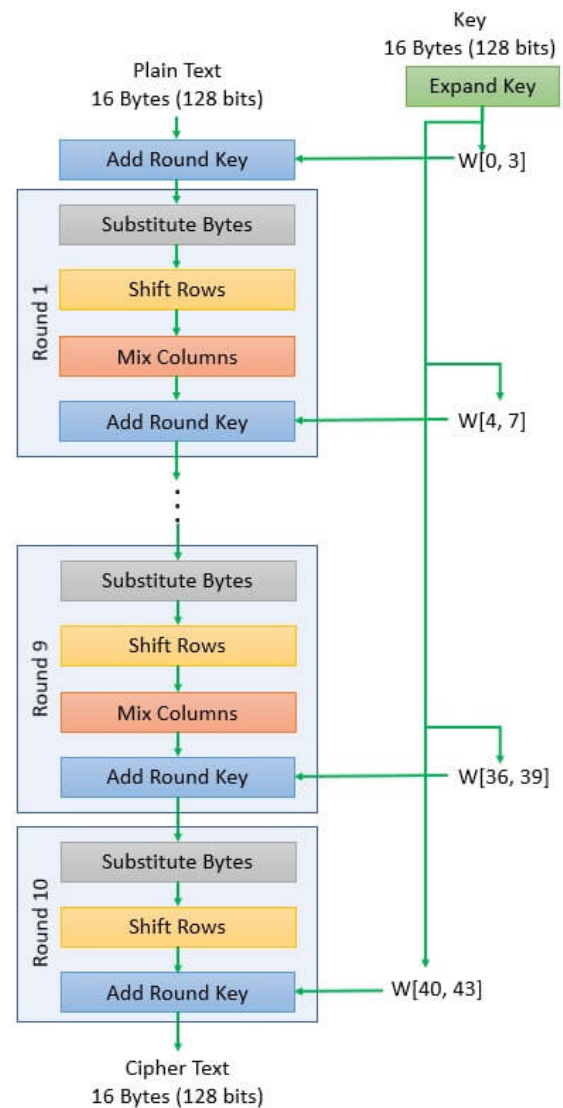 Key
16 Bytes (128 bits)
Expand Key
Plain Text
16 Bytes (128 bits)
Add Round Key
W[0, 3]
Round 1
Substitute Bytes
Shift Rows
Mix Columns
Add Round Key
W[4, 7]
Round 9
Substitute Bytes
Shift Rows
Mix Columns
Add Round Key
W[36, 39]
Round 10
Substitute Bytes
Shift Rows
Add Round Key
W[40, 43]
Cipher Text
16 Bytes (128 bits)